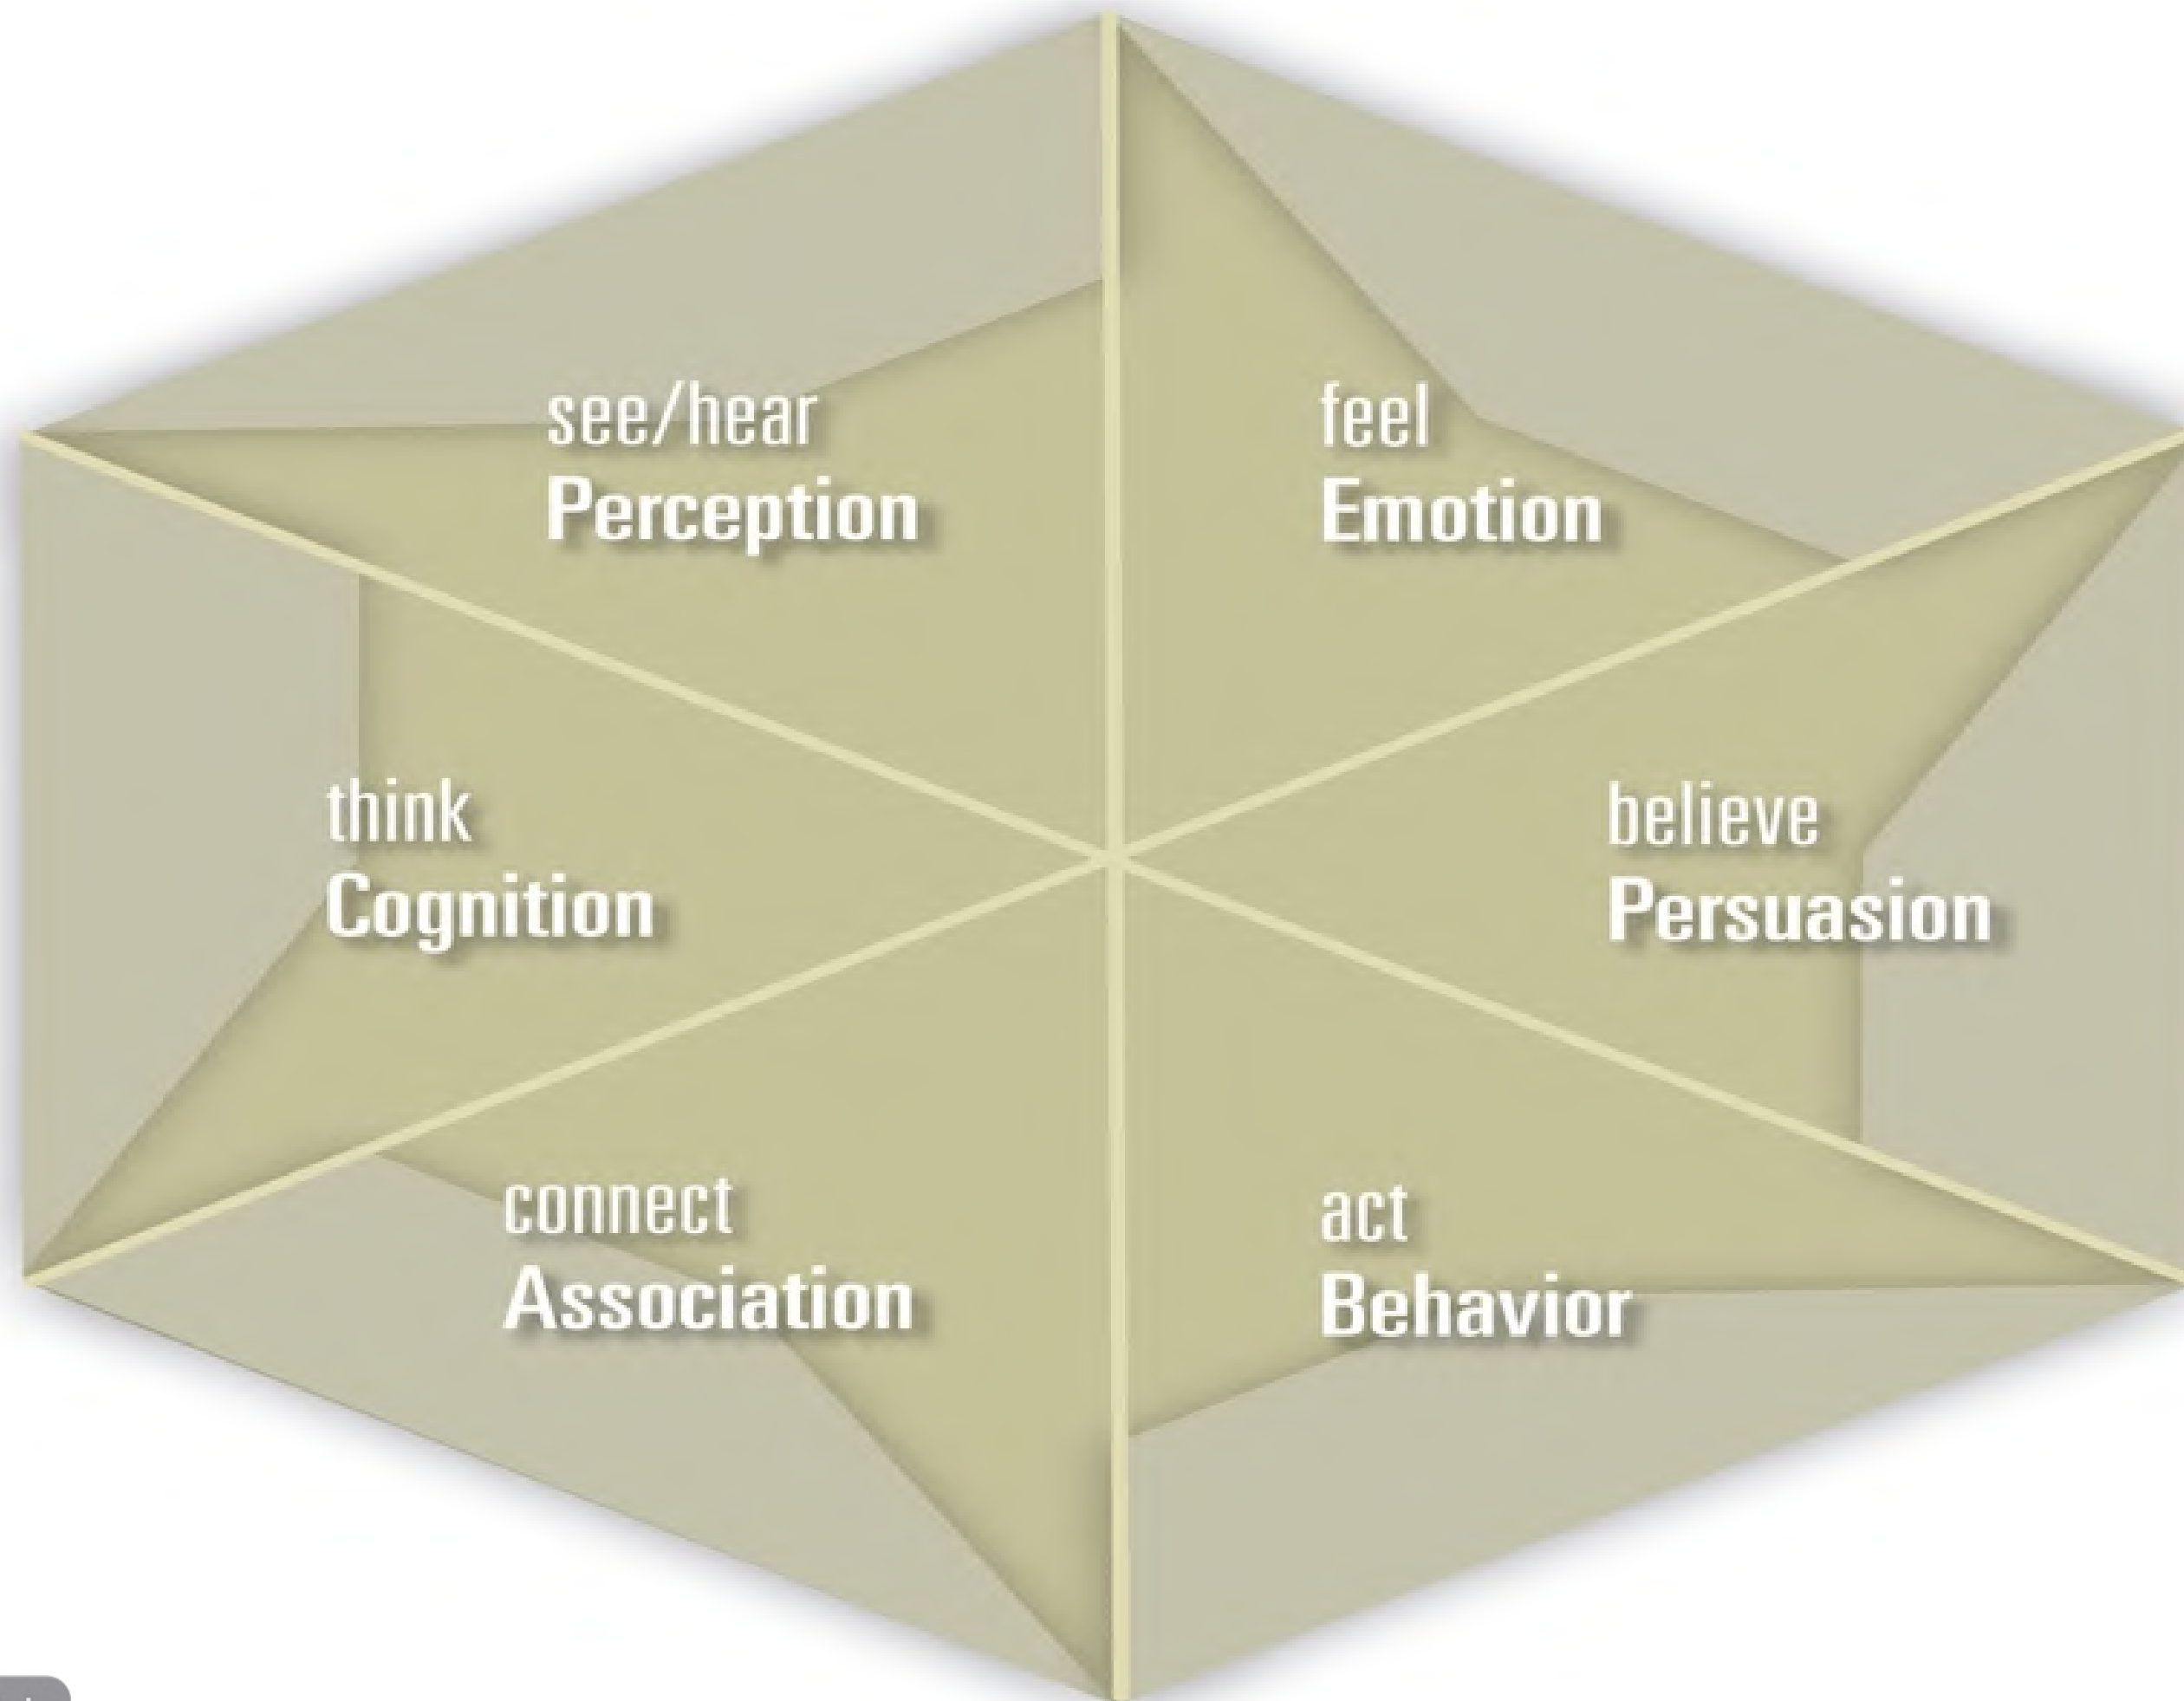 see/hear
Perception
feel
Emotion
think
Cognition
believe
Persuasion
connect
Association
act
Behavior